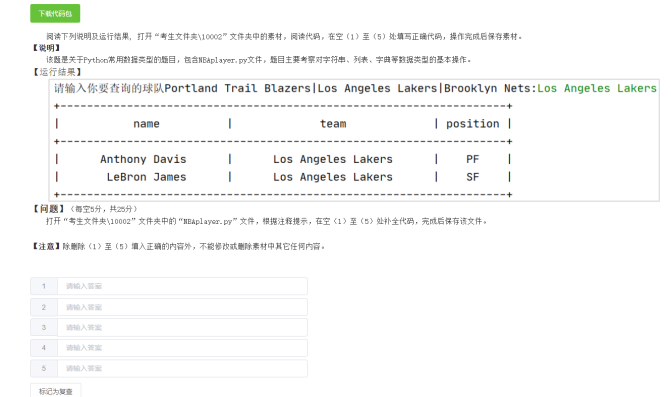 下载代码包
阅读下列说明及运行结果, 打开“考生文件夹\10002”文件夹中的素材, 阅读代码, 在空（1）至（5）处填写正确代码, 操作完成后保存素材。
【说明】
该题是关于Python常用数据类型的题目, 包含NBAplayer.py文件, 题目主要考察对字符串、列表、字典等数据类型的基本操作。
【运行结果】
请输入你要查询的球队Portland Trail Blazers|Los Angeles Lakers|Brooklyn Nets:Los Angeles Lakers
+------------------------------------------------------------------+
| name | team | position |
+------------------------------------------------------------------+
| Anthony Davis | Los Angeles Lakers | PF |
| LeBron James | Los Angeles Lakers | SF |
+------------------------------------------------------------------+
【问题】（每空5分, 共25分）
打开“考生文件夹\10002”文件夹中的“NBAplayer.py”文件, 根据注释提示, 在空（1）至（5）处补全代码, 完成后保存该文件。
【注意】除删除（1）至（5）填入正确的内容外, 不能修改或删除素材中其它任何内容。
1 请输入答案
2 请输入答案
3 请输入答案
4 请输入答案
5 请输入答案
标记为复查